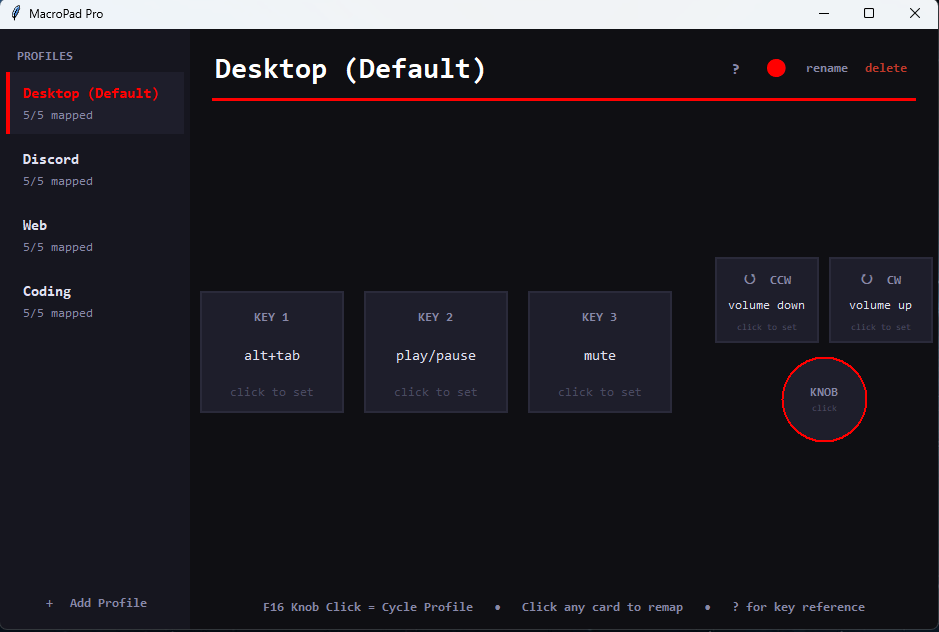 MacroPad Pro
PROFILES
Desktop (Default)
5/5 mapped
Discord
5/5 mapped
Web
5/5 mapped
Coding
5/5 mapped
+ Add Profile
Desktop (Default)
? rename delete
KEY 1
alt+tab
click to set
KEY 2
play/pause
click to set
KEY 3
mute
click to set
↺ CCW
volume down
click to set
↻ CW
volume up
click to set
KNOB
click
F16 Knob Click = Cycle Profile • Click any card to remap • ? for key reference